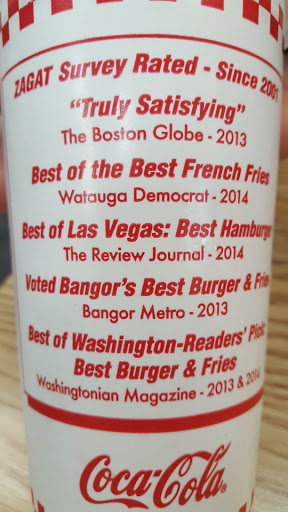 ZAGAT Survey Rated - Since 2001
"Truly Satisfying"
The Boston Globe - 2013
Best of the Best French Fries
Watauga Democrat - 2014
Best of Las Vegas: Best Hamburger
The Review Journal - 2014
Voted Bangor's Best Burger & Fries
Bangor Metro - 2013
Best of Washington-Readers' Pick:
Best Burger & Fries
Washingtonian Magazine - 2013 & 2014
Coca-Cola®